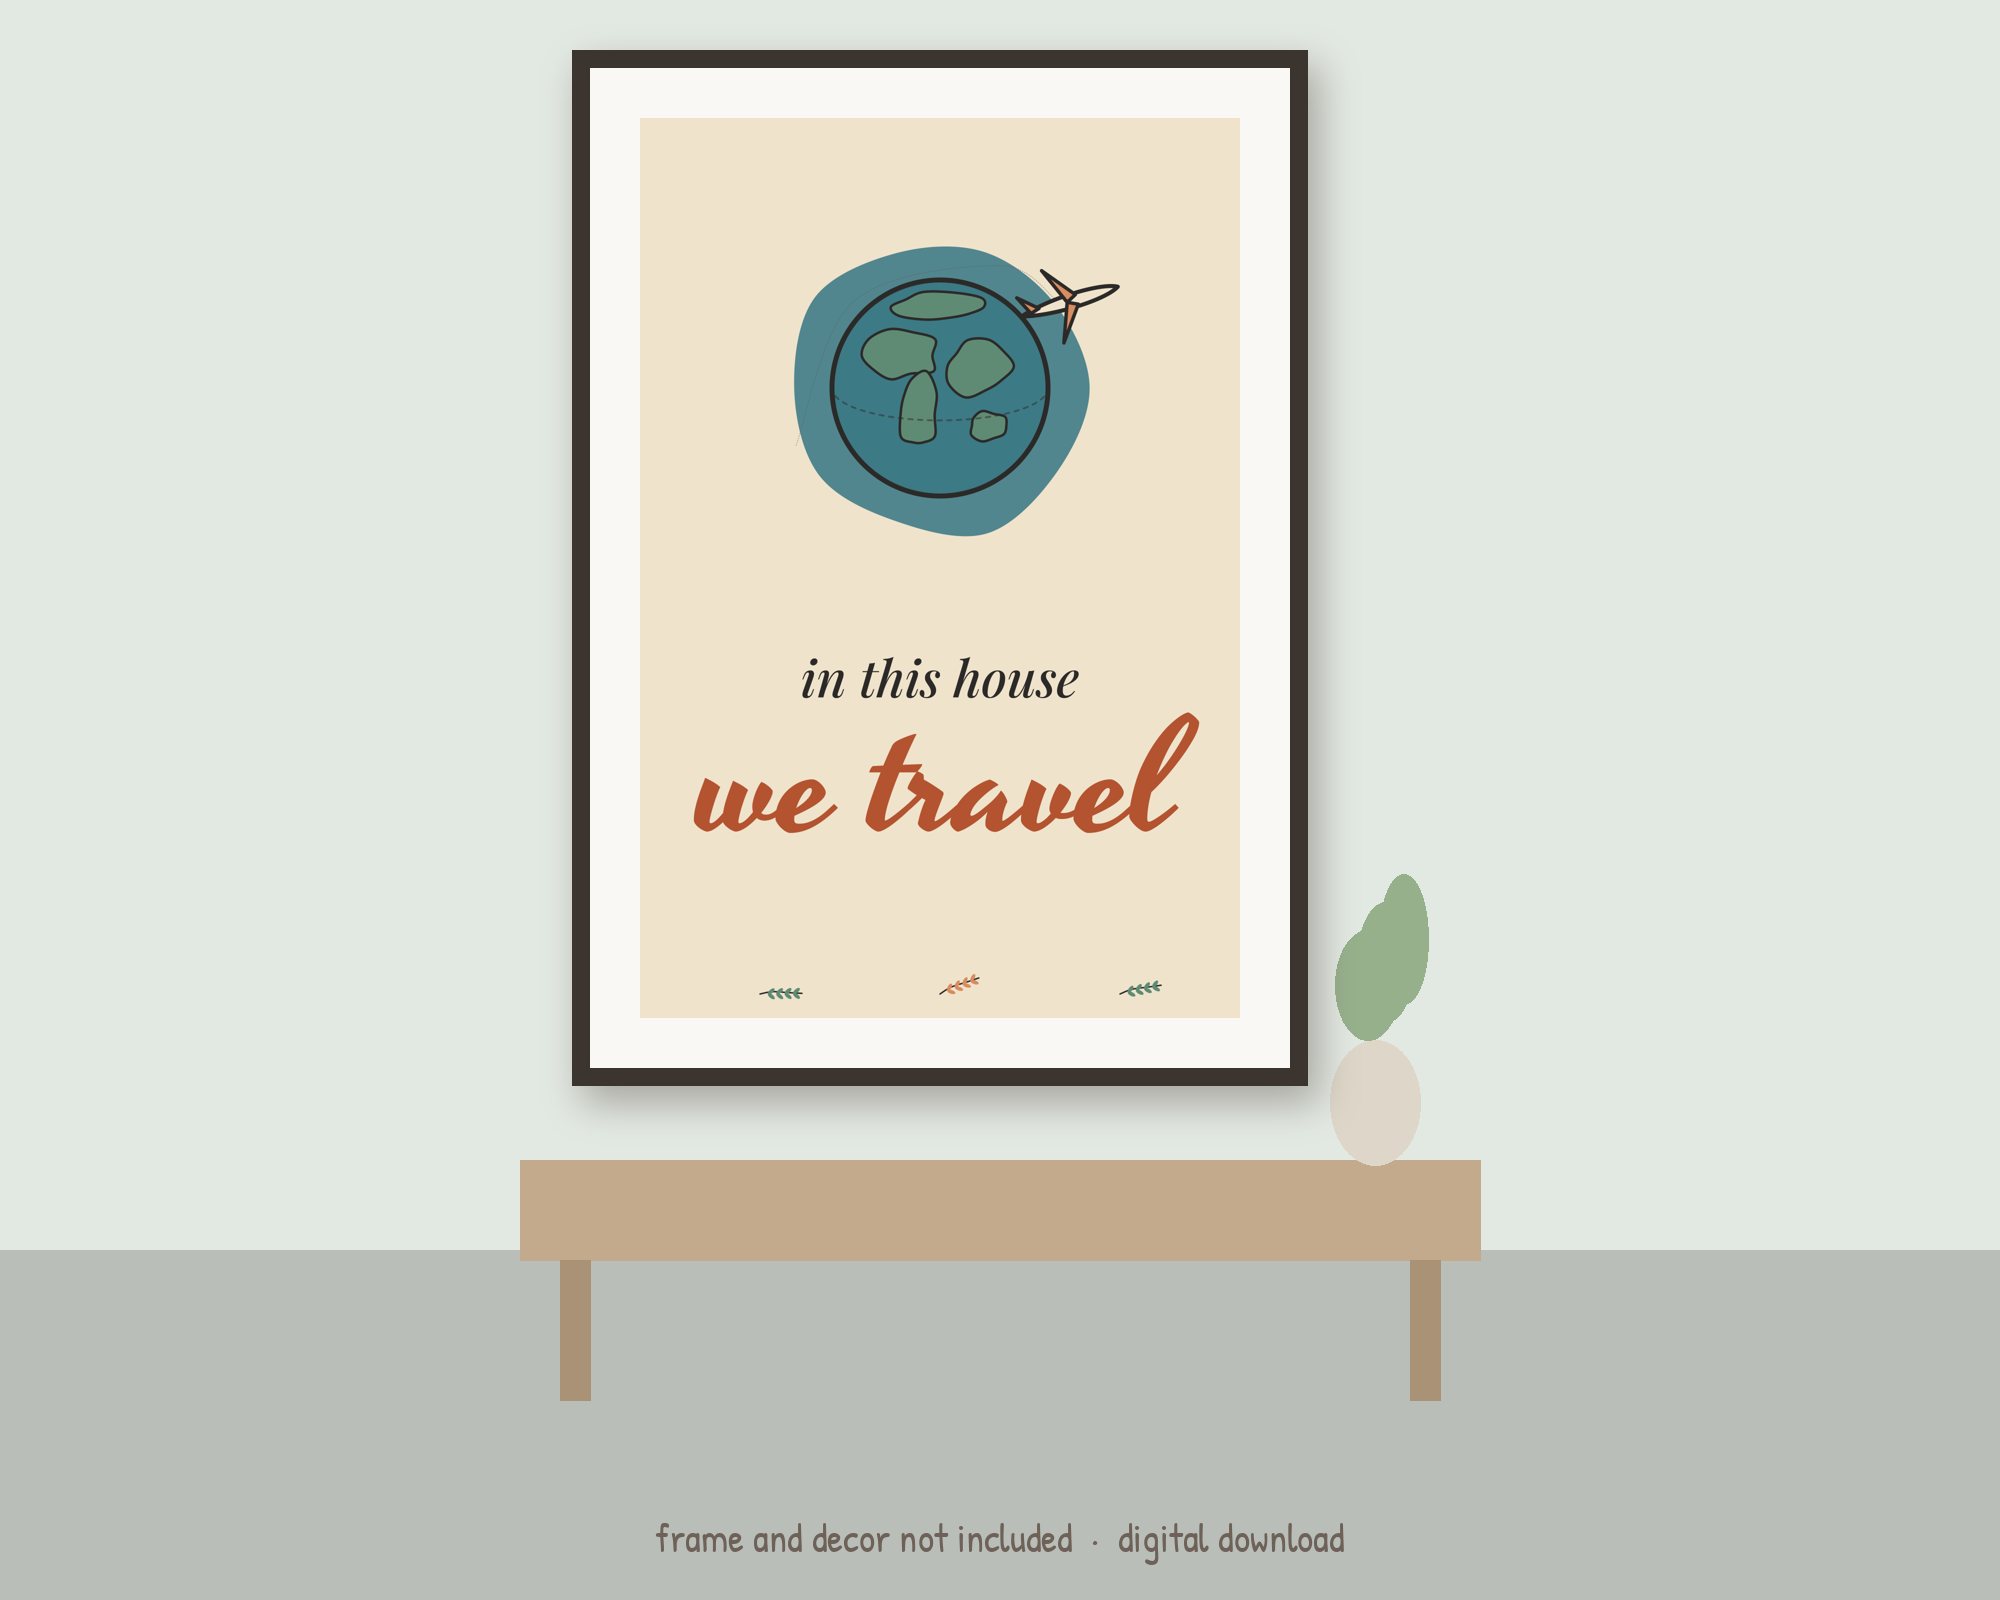 in this house
we travel
frame and decor not included · digital download